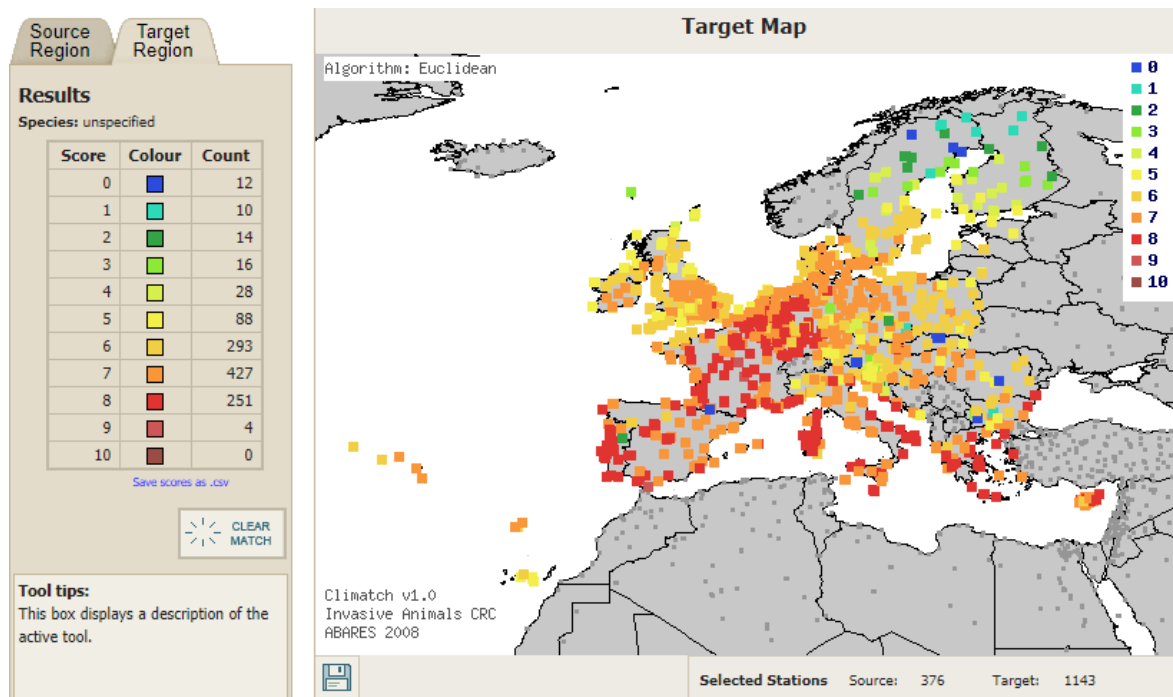 Source
Region
Target
Region
Results
Species: unspecified
Score Colour Count
0 12
1 10
2 14
3 16
4 28
5 88
6 293
7 427
8 251
9 4
10 0
Save scores as .csv
CLEAR
MATCH
Tool tips:
This box displays a description of the
active tool.
Target Map
Algorithm: Euclidean
0
1
2
3
4
5
6
7
8
9
10
Climatch v1.0
Invasive Animals CRC
ABARES 2008
Selected Stations Source: 376 Target: 1143